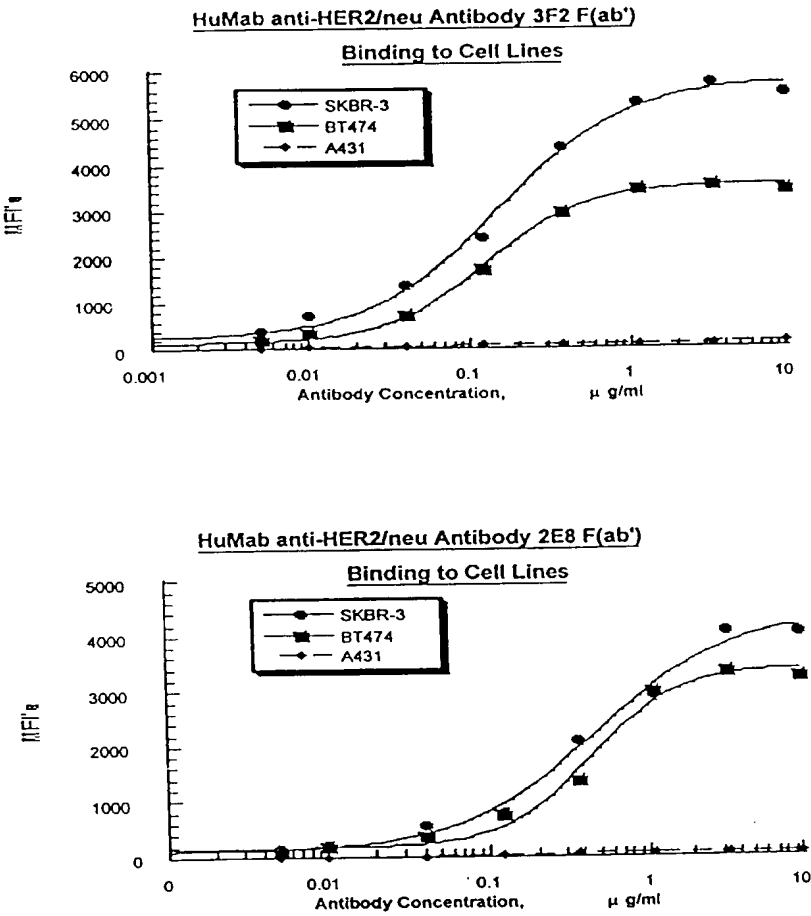 HuMab anti-HER2/neu Antibody 3F2 F(ab')
Binding to Cell Lines
6000
5000
4000
3000
2000
1000
0
MFI's
SKBR-3
BT474
A431
0.001
0.01
0.1
1
10
Antibody Concentration, μ g/ml
HuMab anti-HER2/neu Antibody 2E8 F(ab')
Binding to Cell Lines
5000
4000
3000
2000
1000
0
MFI's
SKBR-3
BT474
A431
0
0.01
0.1
1
10
Antibody Concentration, μ g/ml